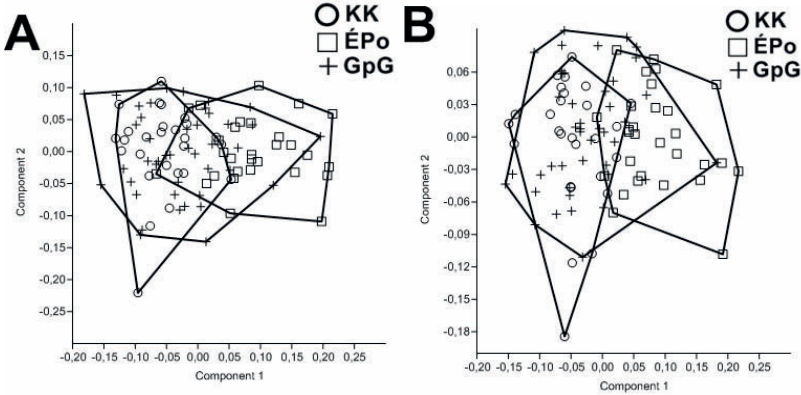 A
KK
ÉPo
GpG
0,15
0,10
0,05
0,00
-0,05
-0,10
-0,15
-0,20
-0,25
Component 2
-0,20 -0,15 -0,10 -0,05 0,00 0,05 0,10 0,15 0,20 0,25
Component 1
B
KK
ÉPo
GpG
0,06
0,03
0,00
-0,03
-0,06
-0,09
-0,12
-0,15
-0,18
Component 2
-0,20 -0,15 -0,10 -0,05 0,00 0,05 0,10 0,15 0,20 0,25
Component 1